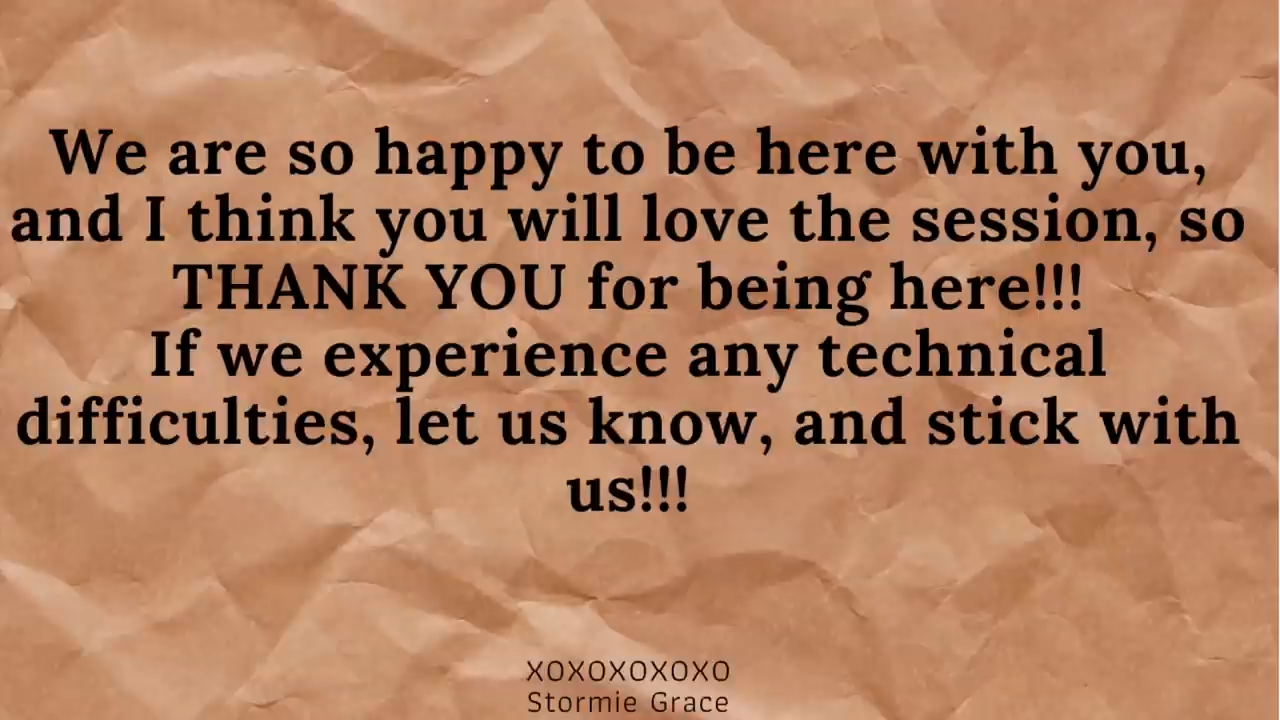 We are so happy to be here with you,
and I think you will love the session, so
THANK YOU for being here!!!
If we experience any technical
difficulties, let us know, and stick with
us!!!
XOXOXOXOXO
Stormie Grace